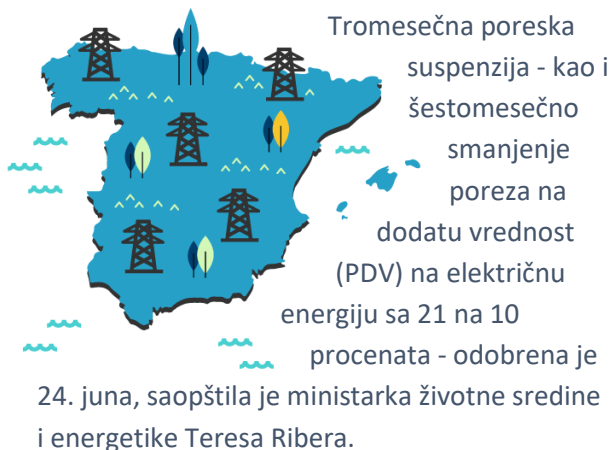 Tromesečna poreska
suspenzija - kao i
šestomesečno
smanjenje
poreza na
dodatu vrednost
(PDV) na električnu
energiju sa 21 na 10
procenata - odobrena je
24. juna, saopštila je ministarka životne sredine
i energetike Teresa Ribera.